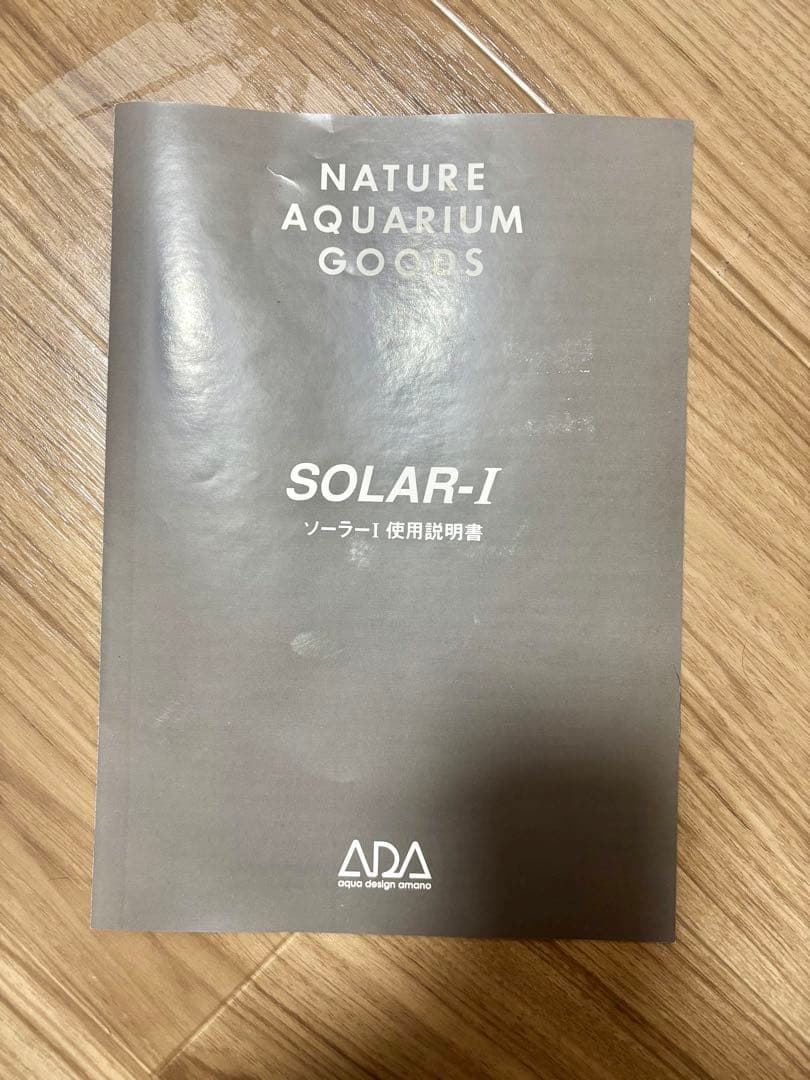 NATURE
AQUARIUM
GOODS
SOLAR-I
ソーラーI 使用説明書
ADA
aqua design amano